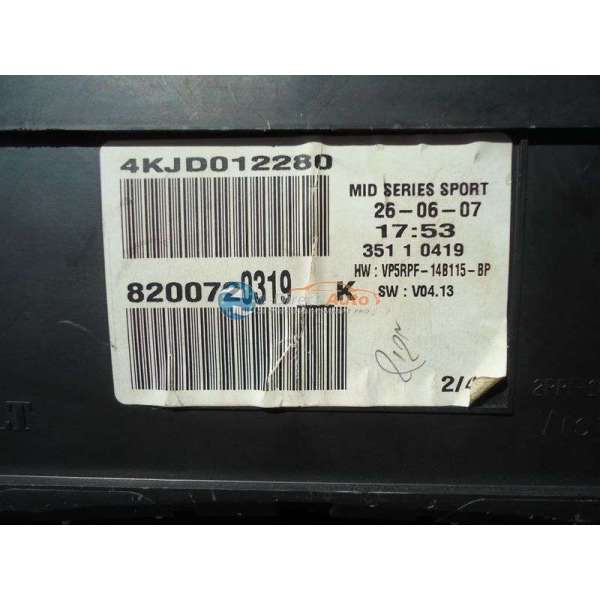 4KJD012280
MID SERIES SPORT
26-06-07
17:53
351 1 0419
HW : VP5RPF-14B115-BP
SW : V04.13
8200720319 K
Auto
2/4